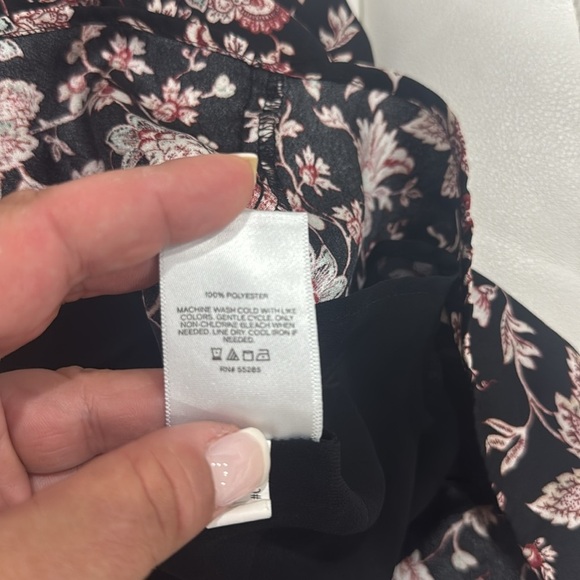 100% POLYESTER
MACHINE WASH COLD WITH LIKE
COLORS. GENTLE CYCLE. ONLY
NON-CHLORINE BLEACH WHEN
NEEDED. LINE DRY. COOL IRON IF
NEEDED.
RN# 55285